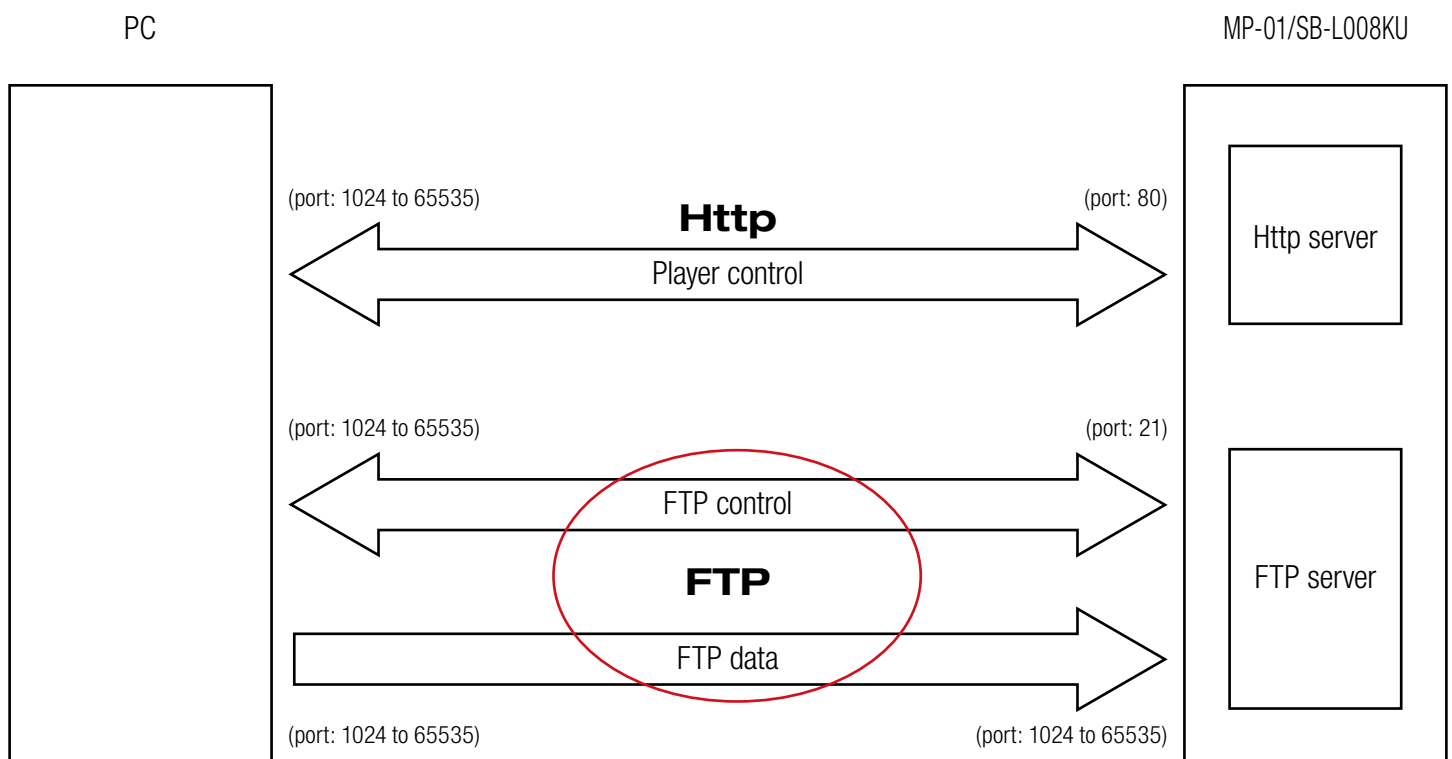 PC
MP-01/SB-L008KU
(port: 1024 to 65535)
Http
(port: 80)
Player control
Http server
(port: 1024 to 65535)
(port: 21)
FTP control
FTP
FTP server
FTP data
(port: 1024 to 65535)
(port: 1024 to 65535)